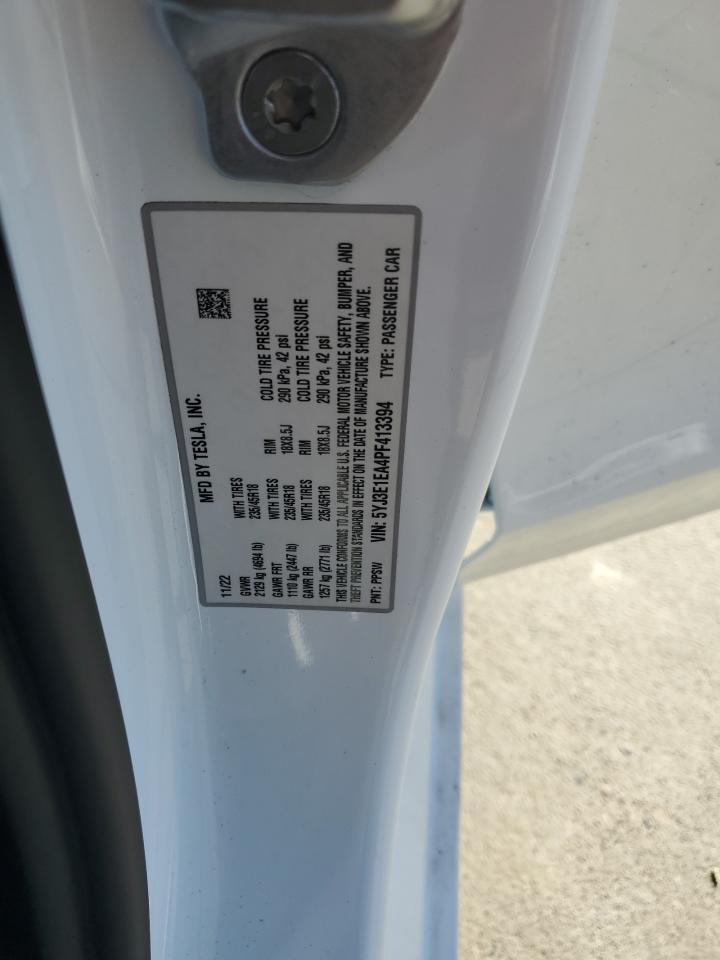 MFD BY TESLA, INC.
11/22
GVWR WITH TIRES
2129 kg (4694 lb) 235/45R18
GAWR FRT WITH TIRES RIM COLD TIRE PRESSURE
1110 kg (2447 lb) 235/45R18 18X8.5J 290 kPa, 42 psi
GAWR RR WITH TIRES RIM COLD TIRE PRESSURE
1257 kg (2771 lb) 235/45R18 18X8.5J 290 kPa, 42 psi
THIS VEHICLE CONFORMS TO ALL APPLICABLE U.S. FEDERAL MOTOR VEHICLE SAFETY, BUMPER, AND
THEFT PREVENTION STANDARDS IN EFFECT ON THE DATE OF MANUFACTURE SHOWN ABOVE.
PNT: PPSW VIN: 5YJ3E1EA4PF413394 TYPE: PASSENGER CAR